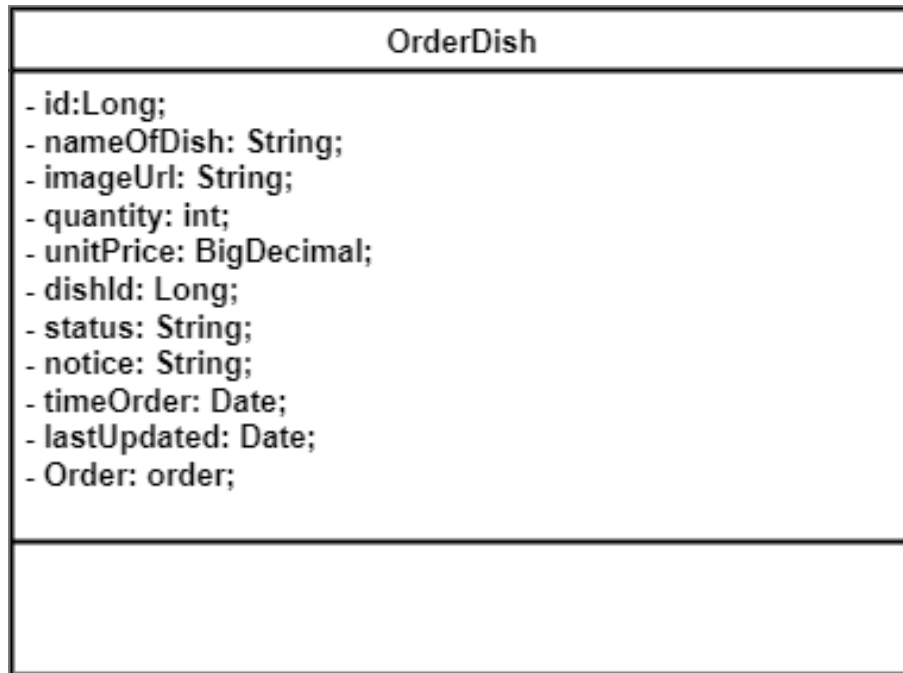 OrderDish
- id:Long;
- nameOfDish: String;
- imageUrl: String;
- quantity: int;
- unitPrice: BigDecimal;
- dishId: Long;
- status: String;
- notice: String;
- timeOrder: Date;
- lastUpdated: Date;
- Order: order;